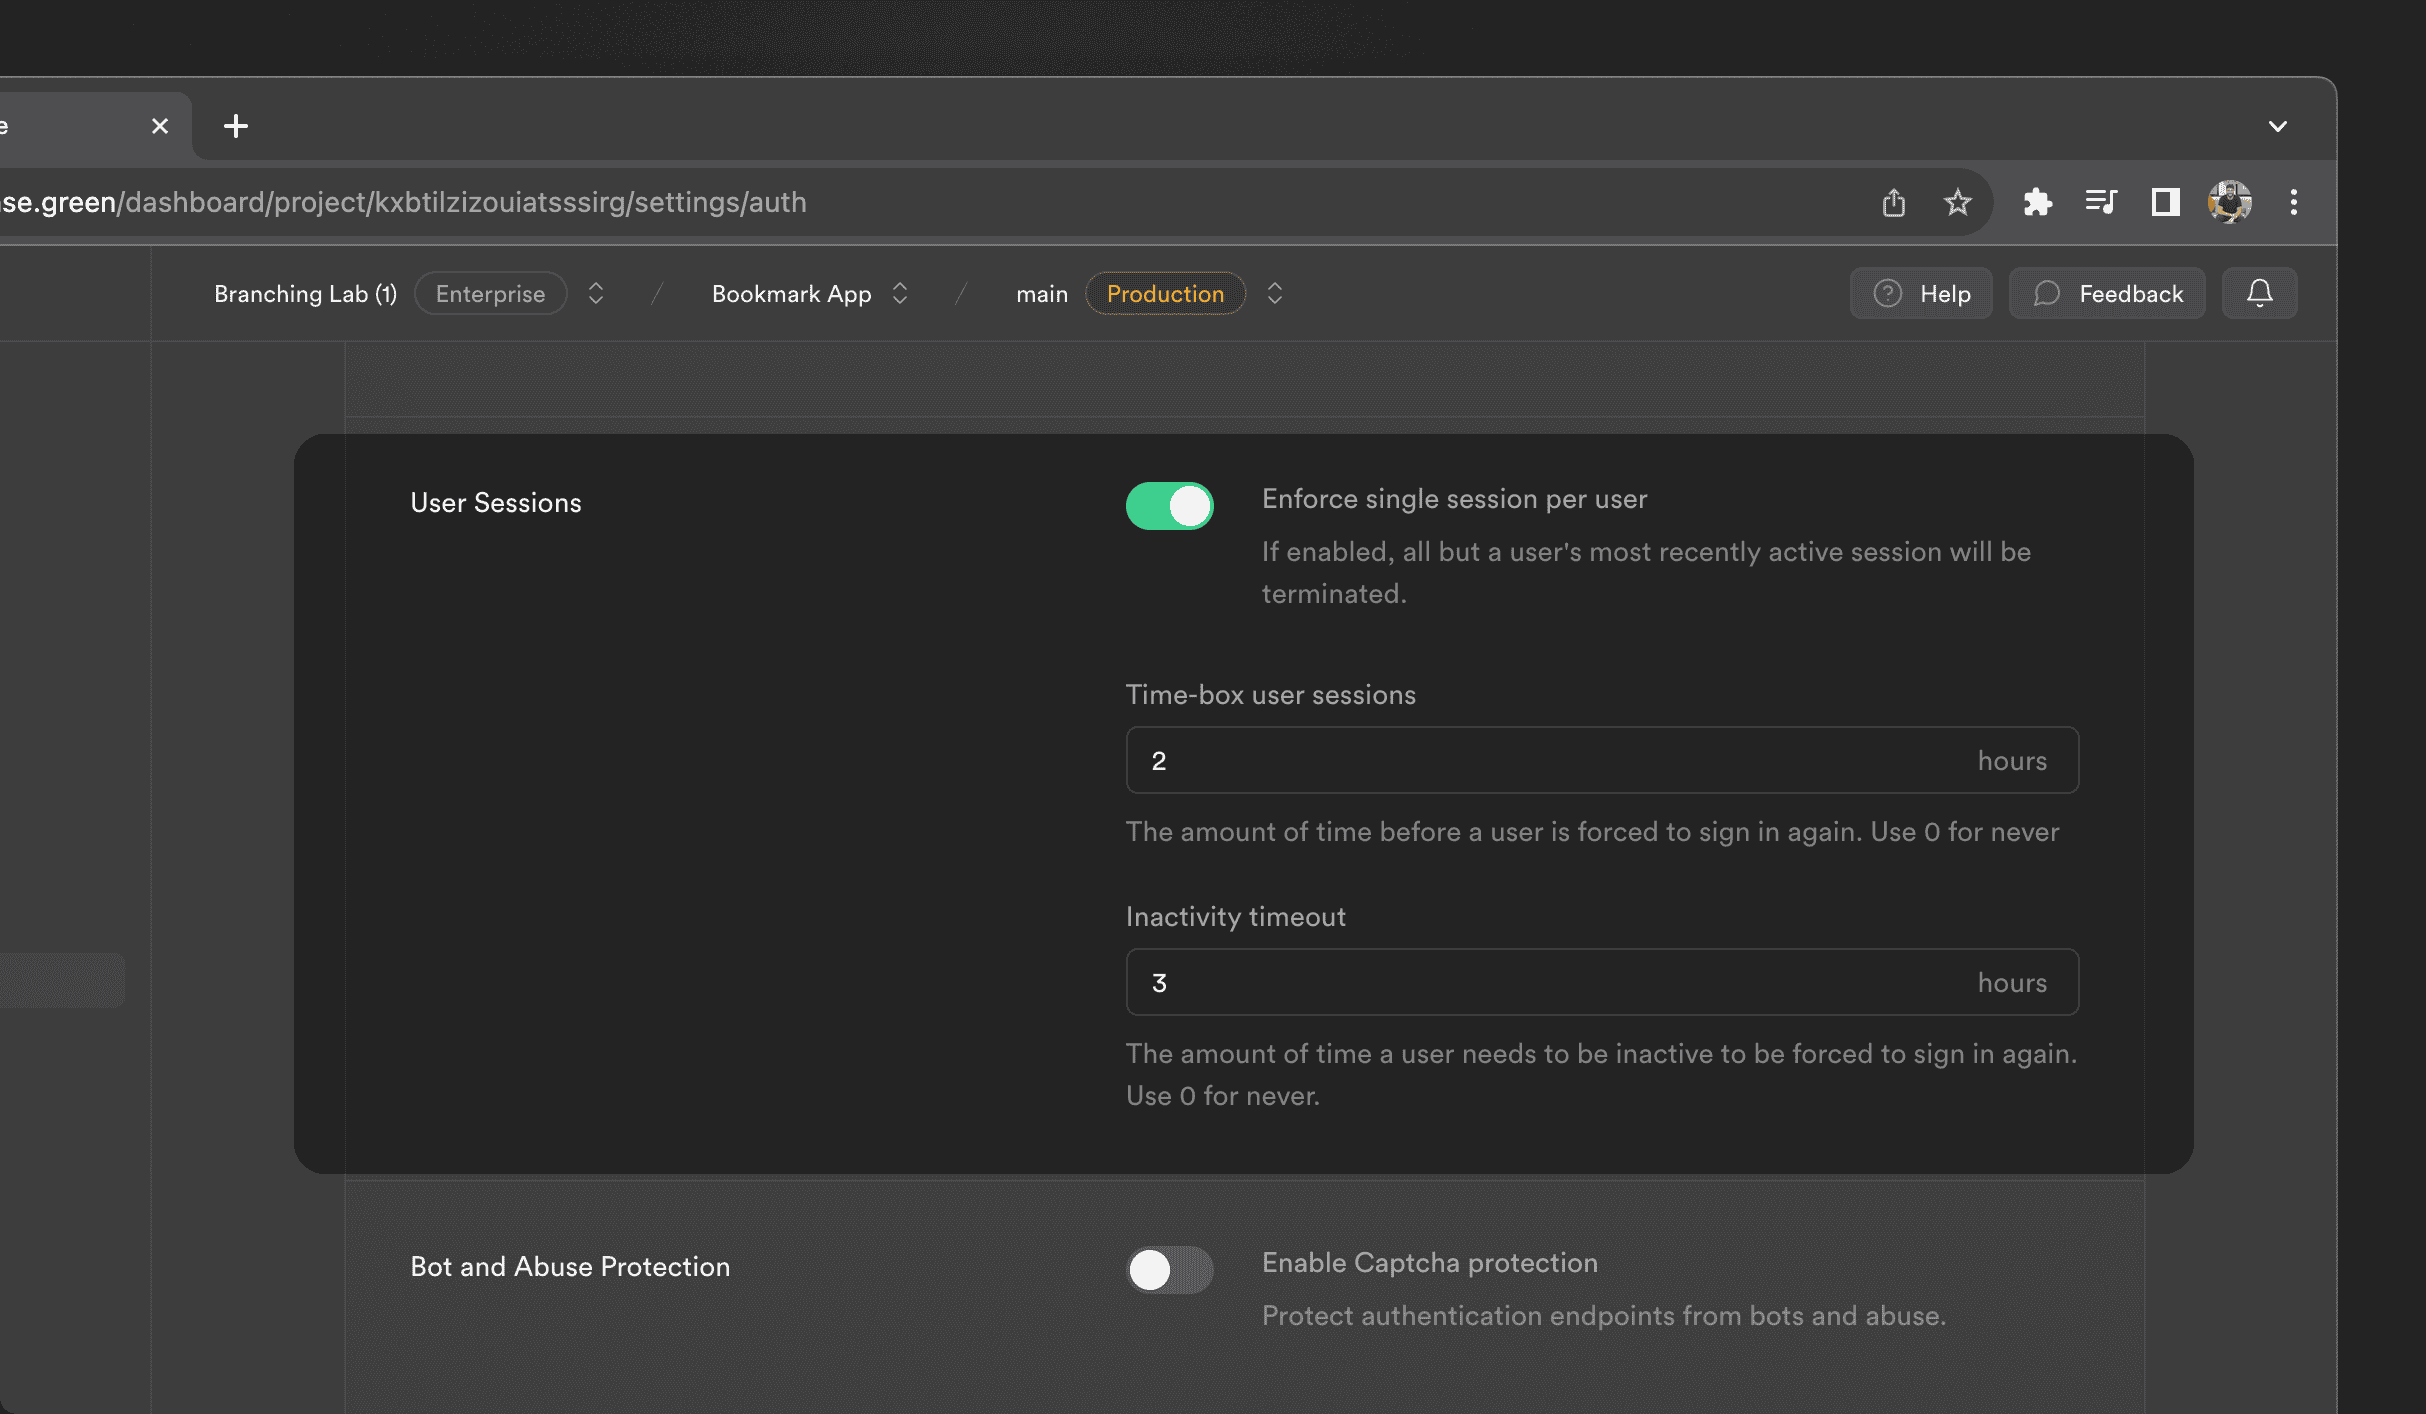 e
se.green/dashboard/project/kxbtilzizouiatsssirg/settings/auth
Branching Lab (1) Enterprise / Bookmark App / main Production
Help Feedback
User Sessions
Enforce single session per user
If enabled, all but a user's most recently active session will be
terminated.
Time-box user sessions
2 hours
The amount of time before a user is forced to sign in again. Use 0 for never
Inactivity timeout
3 hours
The amount of time a user needs to be inactive to be forced to sign in again.
Use 0 for never.
Bot and Abuse Protection
Enable Captcha protection
Protect authentication endpoints from bots and abuse.